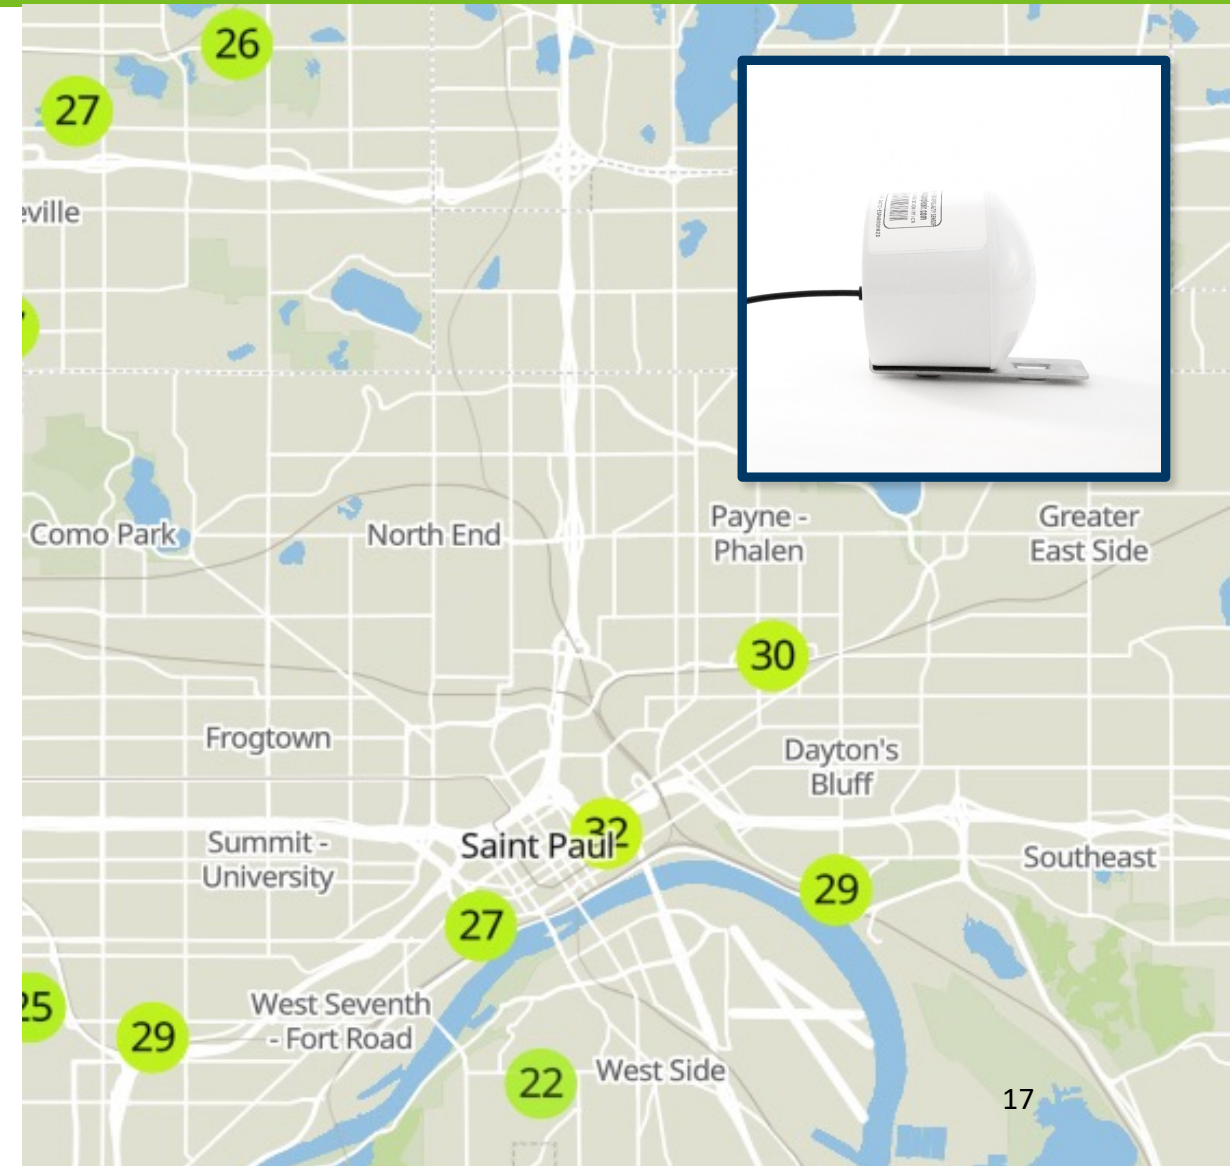 26
27
eville
Como Park
North End
Payne -
Phalen
Greater
East Side
30
Frogtown
Dayton's
Bluff
32
Saint Paul
Summit -
University
Southeast
29
27
25
29
West Seventh
- Fort Road
22
West Side
17